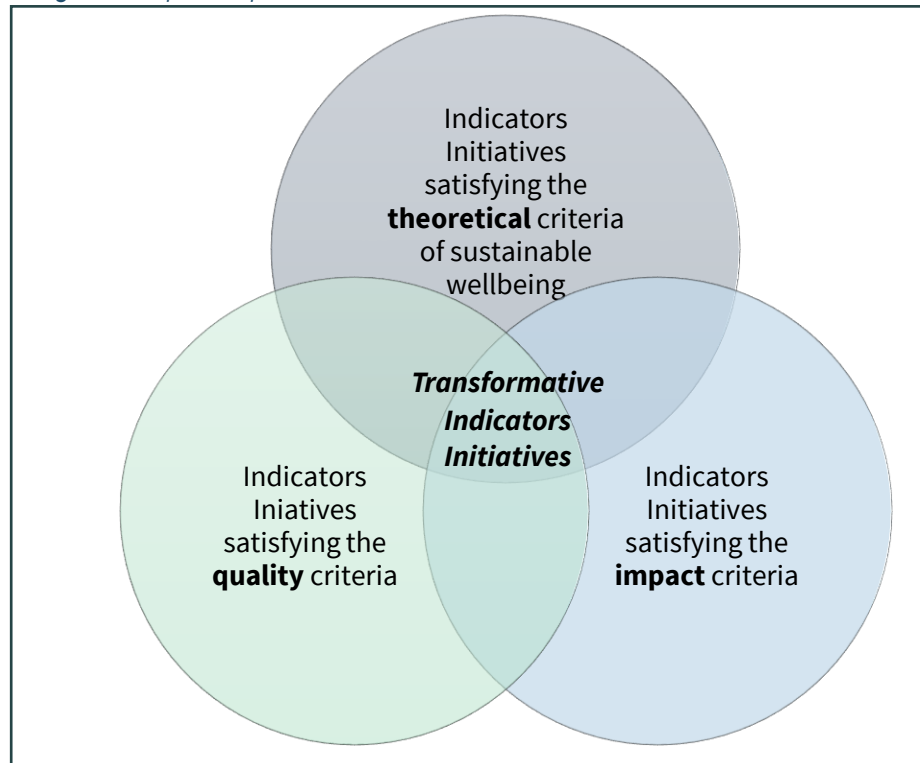 Indicators
Initiatives
satisfying the
theoretical criteria
of sustainable
wellbeing
Transformative
Indicators
Initiatives
Indicators
Iniatives
satisfying the
quality criteria
Indicators
Initiatives
satisfying the
impact criteria